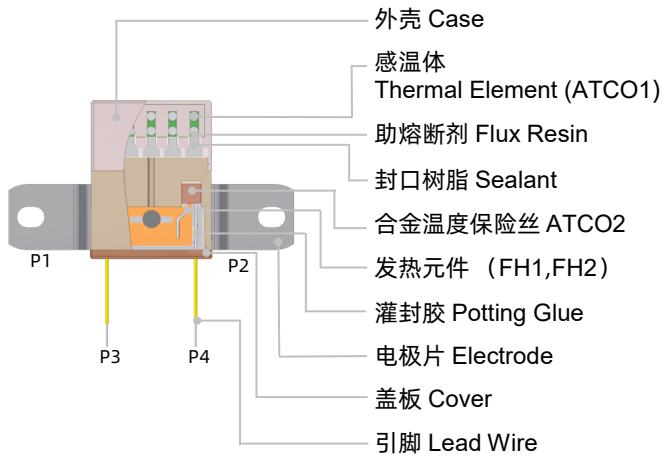 外壳 Case
感温体
Thermal Element (ATCO1)
助熔断剂 Flux Resin
封口树脂 Sealant
合金温度保险丝 ATCO2
发热元件 （FH1,FH2）
灌封胶 Potting Glue
电极片 Electrode
盖板 Cover
引脚 Lead Wire
P1
P2
P3
P4